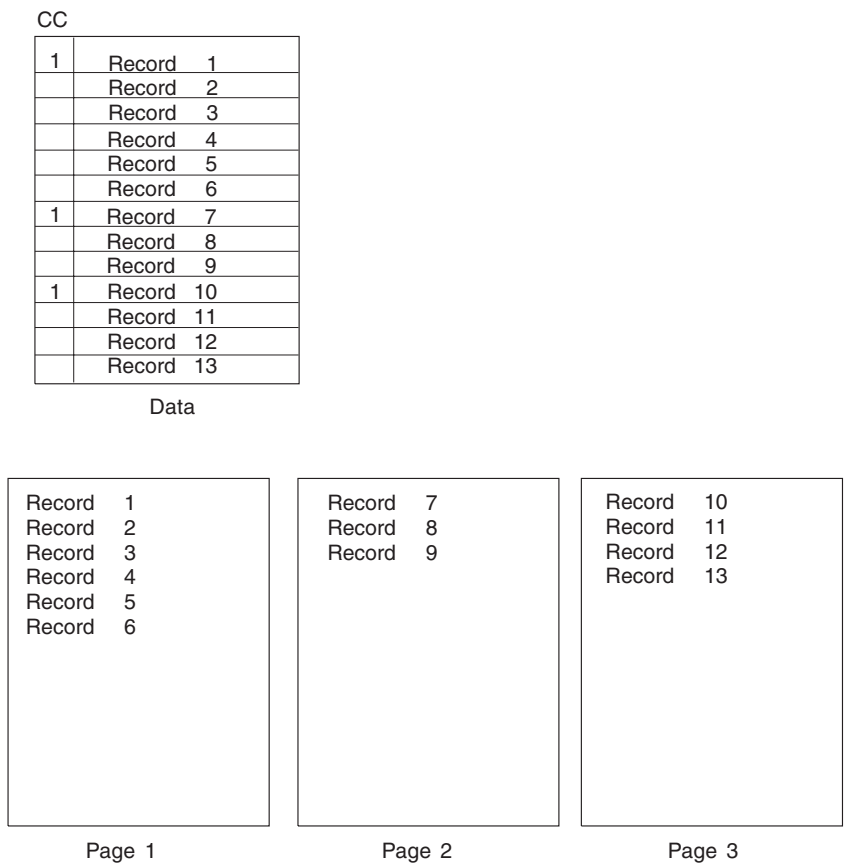 CC
1 Record 1
Record 2
Record 3
Record 4
Record 5
Record 6
1 Record 7
Record 8
Record 9
1 Record 10
Record 11
Record 12
Record 13
Data
Record 1
Record 2
Record 3
Record 4
Record 5
Record 6
Page 1
Record 7
Record 8
Record 9
Page 2
Record 10
Record 11
Record 12
Record 13
Page 3